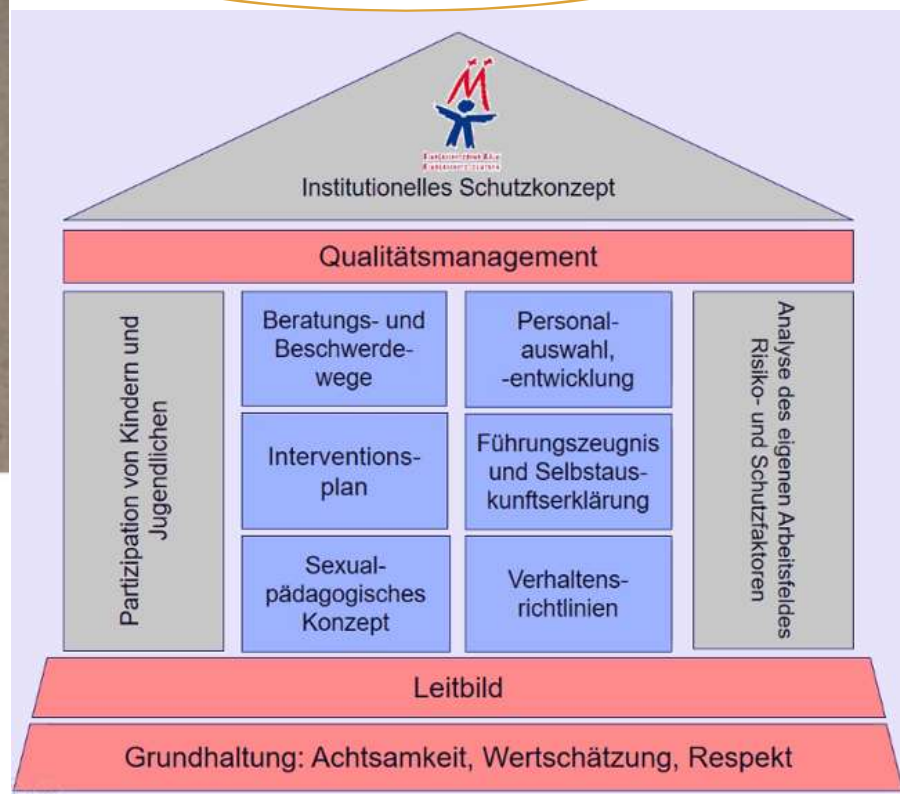 Institutionelles Schutzkonzept
Qualitätsmanagement
Partizipation von Kindern und
Jugendlichen
Beratungs- und
Beschwerde-
wege
Personal-
auswahl,
-entwicklung
Interventions-
plan
Führungszeugnis
und Selbstaus-
kunftserklärung
Sexual-
pädagogisches
Konzept
Verhaltens-
richtlinien
Analyse des eigenen Arbeitsfeldes
Risiko- und Schutzfaktoren
Leitbild
Grundhaltung: Achtsamkeit, Wertschätzung, Respekt